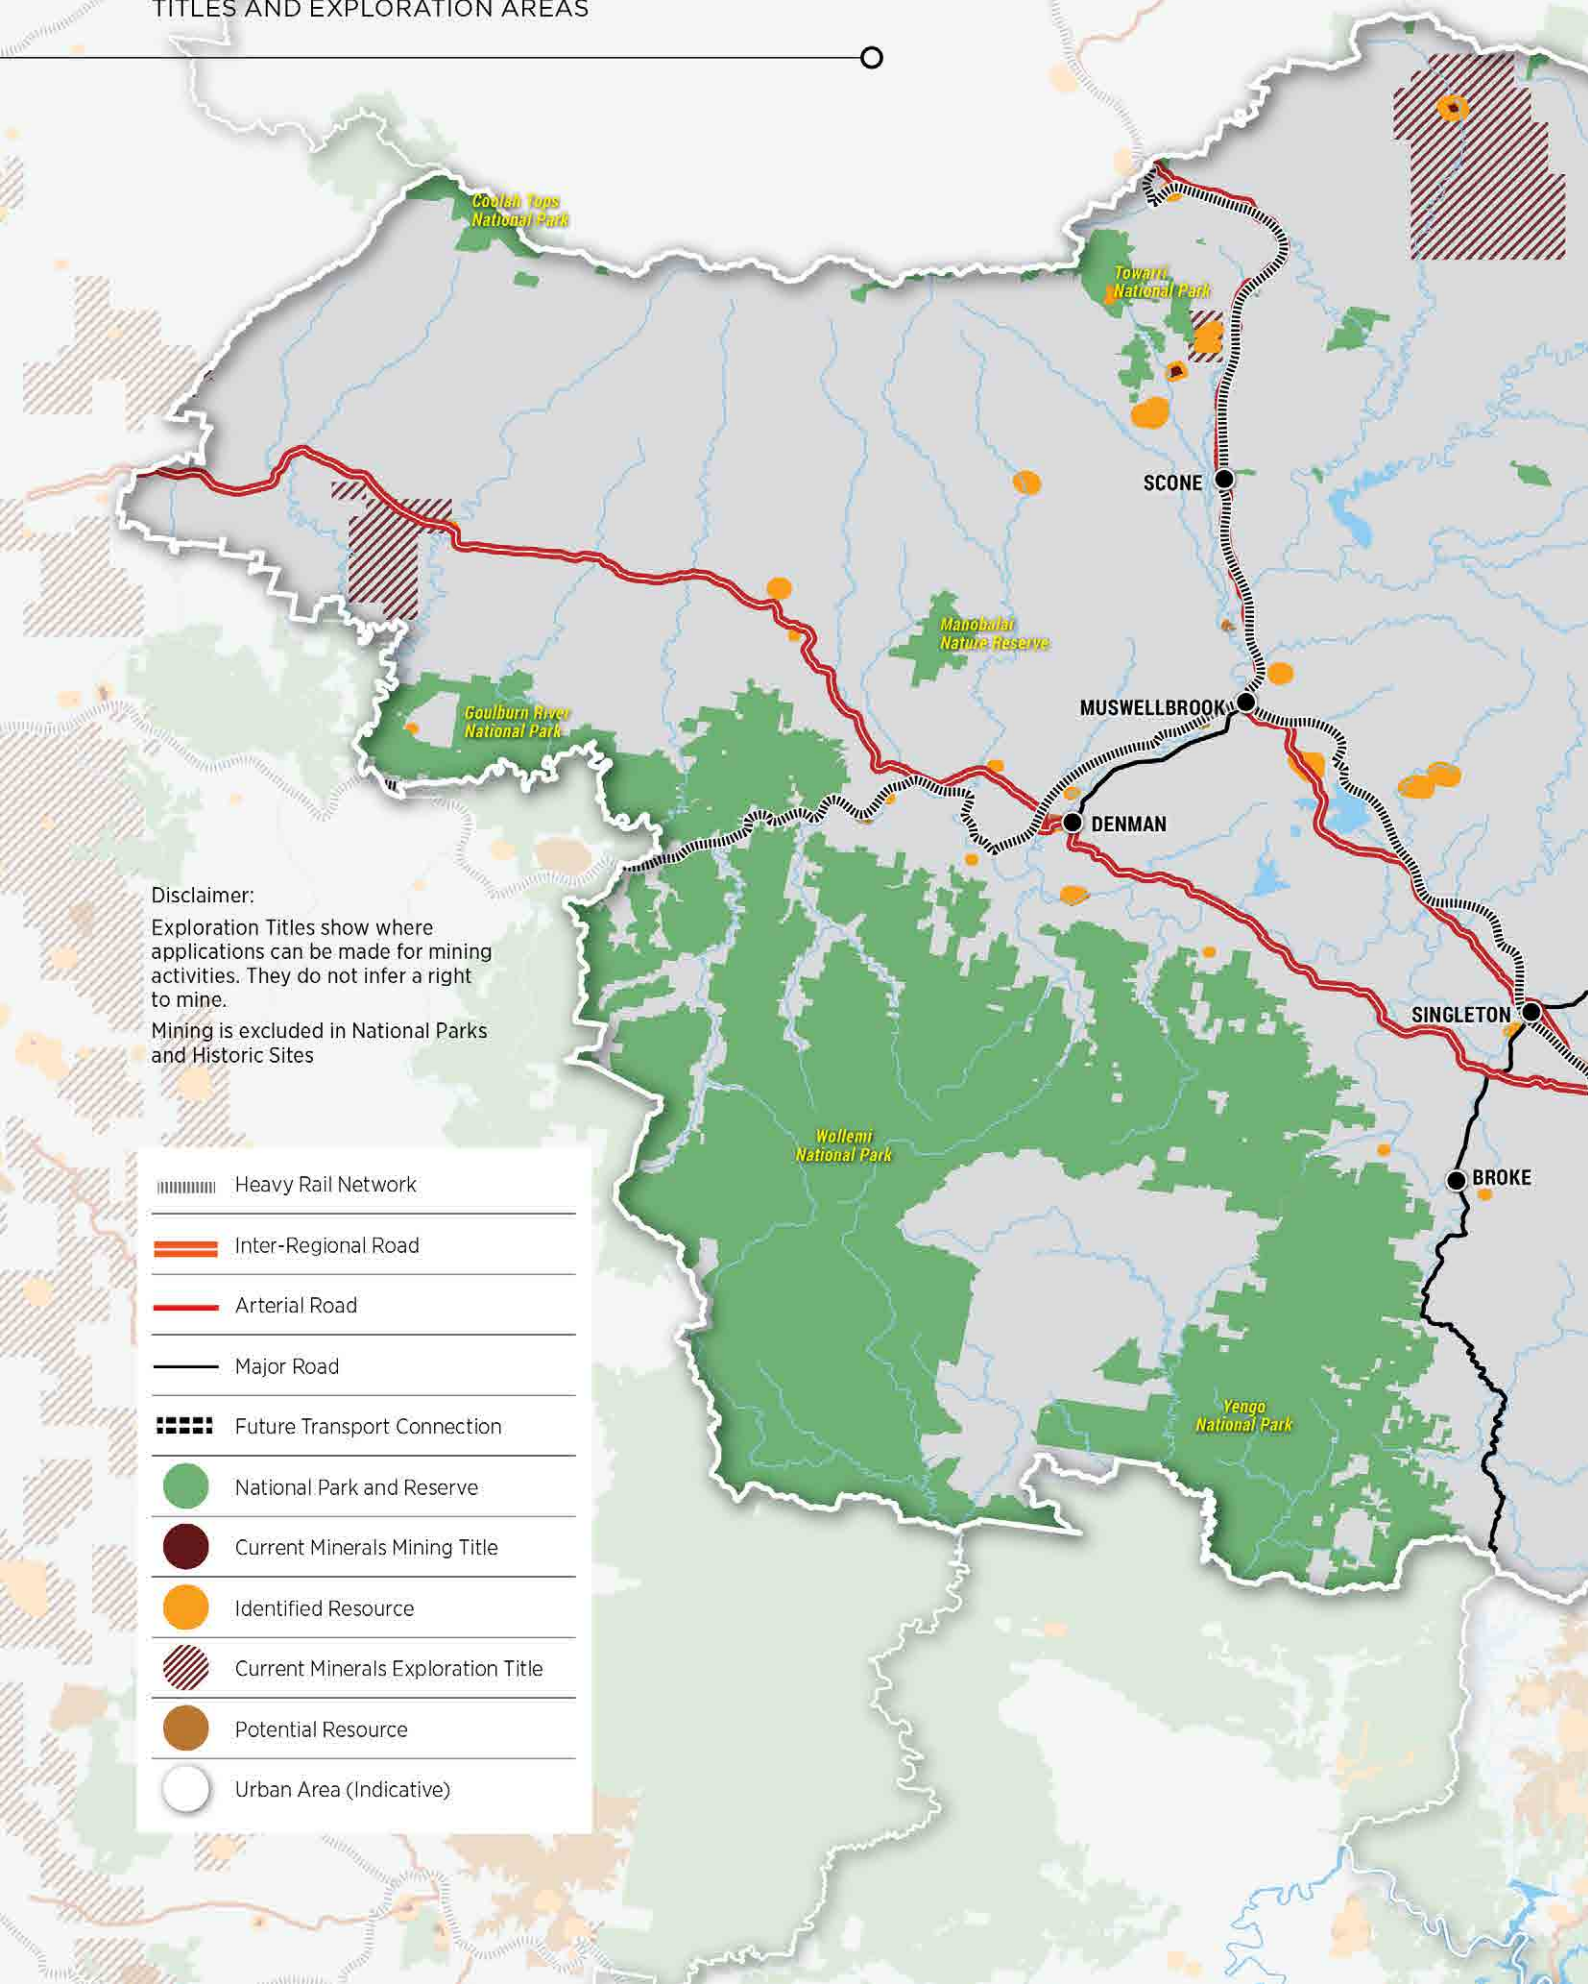 TITLES AND EXPLORATION AREAS
Coolah Tops
National Park
Towarri
National Park
SCONE
Manobalai
Nature Reserve
MUSWELLBROOK
Goulburn River
National Park
DENMAN
Disclaimer:
Exploration Titles show where
applications can be made for mining
activities. They do not infer a right
to mine.
Mining is excluded in National Parks
and Historic Sites
SINGLETON
Wollemi
National Park
BROKE
Yengo
National Park
Heavy Rail Network
Inter-Regional Road
Arterial Road
Major Road
Future Transport Connection
National Park and Reserve
Current Minerals Mining Title
Identified Resource
Current Minerals Exploration Title
Potential Resource
Urban Area (Indicative)